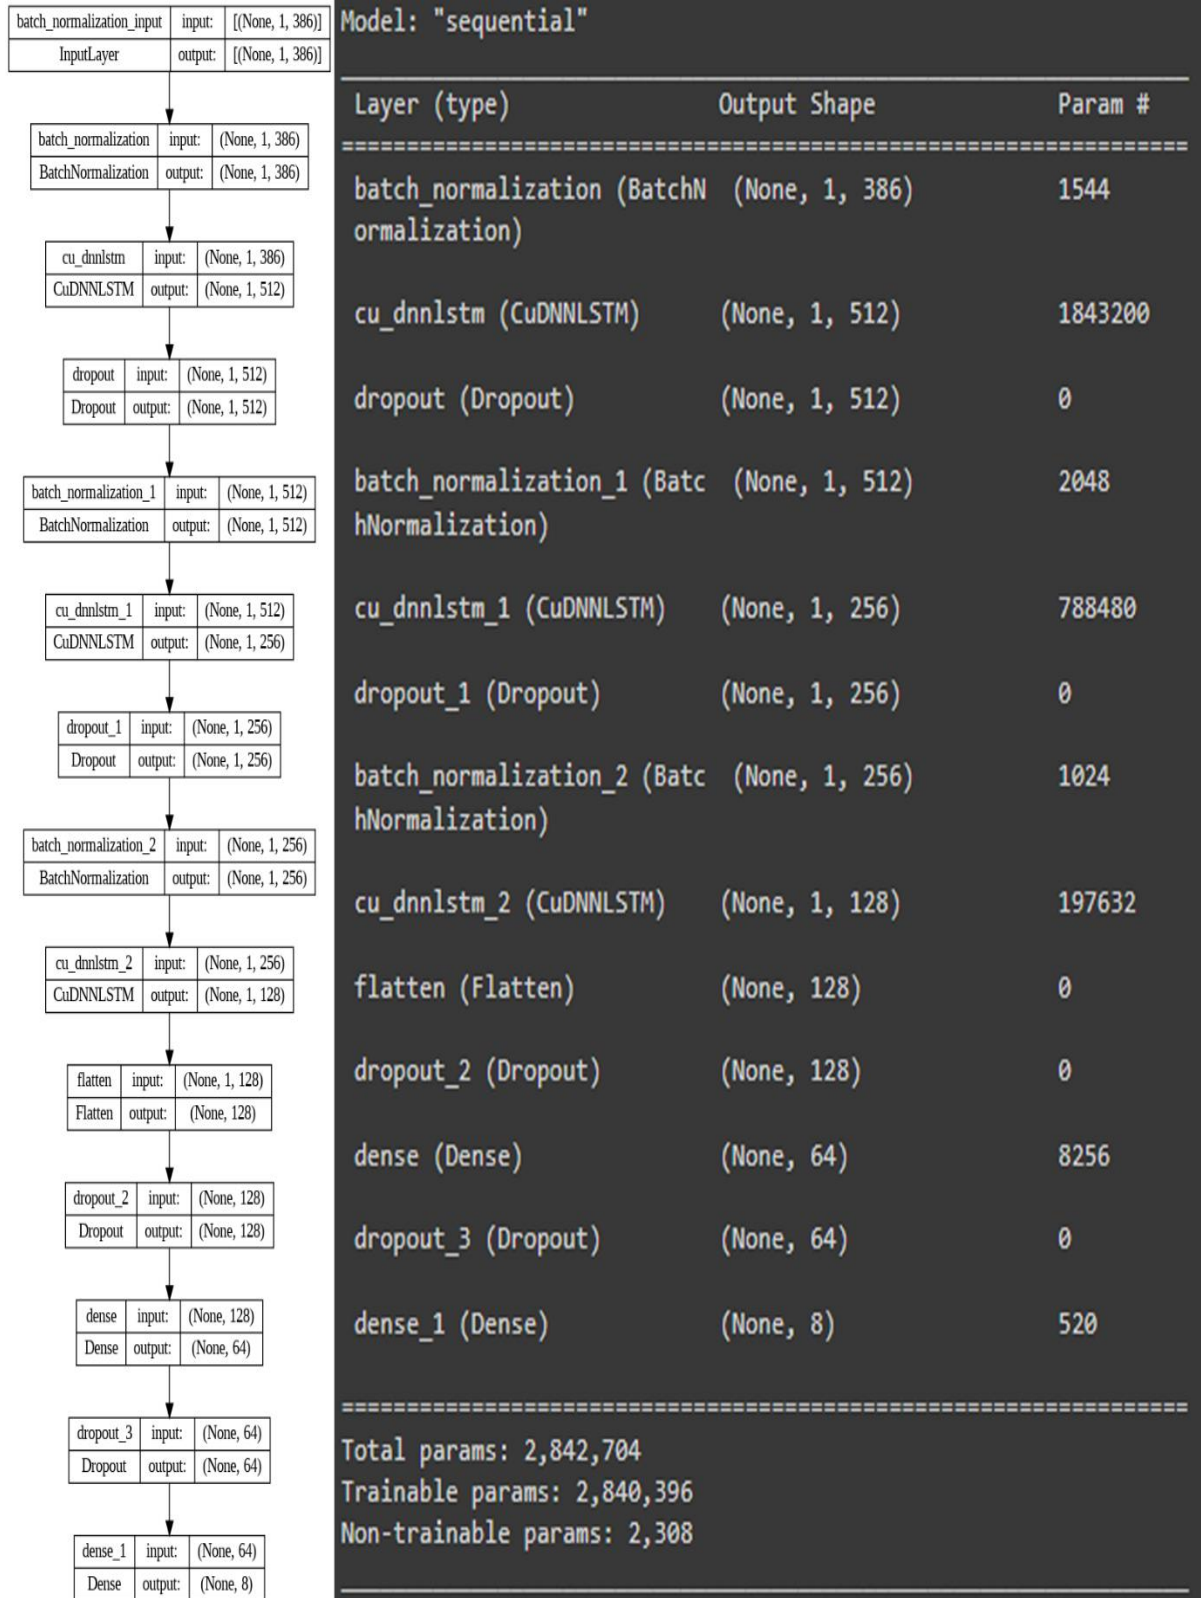 batch_normalization_input input: [(None, 1, 386)]
InputLayer output: [(None, 1, 386)]
batch_normalization input: (None, 1, 386)
BatchNormalization output: (None, 1, 386)
cu_dnnlstm input: (None, 1, 386)
CuDNNLSTM output: (None, 1, 512)
dropout input: (None, 1, 512)
Dropout output: (None, 1, 512)
batch_normalization_1 input: (None, 1, 512)
BatchNormalization output: (None, 1, 512)
cu_dnnlstm_1 input: (None, 1, 512)
CuDNNLSTM output: (None, 1, 256)
dropout_1 input: (None, 1, 256)
Dropout output: (None, 1, 256)
batch_normalization_2 input: (None, 1, 256)
BatchNormalization output: (None, 1, 256)
cu_dnnlstm_2 input: (None, 1, 256)
CuDNNLSTM output: (None, 1, 128)
flatten input: (None, 1, 128)
Flatten output: (None, 128)
dropout_2 input: (None, 128)
Dropout output: (None, 128)
dense input: (None, 128)
Dense output: (None, 64)
dropout_3 input: (None, 64)
Dropout output: (None, 64)
dense_1 input: (None, 64)
Dense output: (None, 8)
Model: "sequential"
Layer (type) Output Shape Param #
batch_normalization (BatchN (None, 1, 386) 1544
ormalization)
cu_dnnlstm (CuDNNLSTM) (None, 1, 512) 1843200
dropout (Dropout) (None, 1, 512) 0
batch_normalization_1 (Batc (None, 1, 512) 2048
hNormalization)
cu_dnnlstm_1 (CuDNNLSTM) (None, 1, 256) 788480
dropout_1 (Dropout) (None, 1, 256) 0
batch_normalization_2 (Batc (None, 1, 256) 1024
hNormalization)
cu_dnnlstm_2 (CuDNNLSTM) (None, 1, 128) 197632
flatten (Flatten) (None, 128) 0
dropout_2 (Dropout) (None, 128) 0
dense (Dense) (None, 64) 8256
dropout_3 (Dropout) (None, 64) 0
dense_1 (Dense) (None, 8) 520
Total params: 2,842,704
Trainable params: 2,840,396
Non-trainable params: 2,308